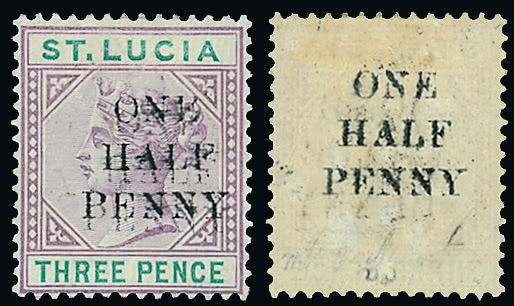 ST. LUCIA
ONE
HALF
PENNY
THREE PENCE
ONE
HALF
PENNY